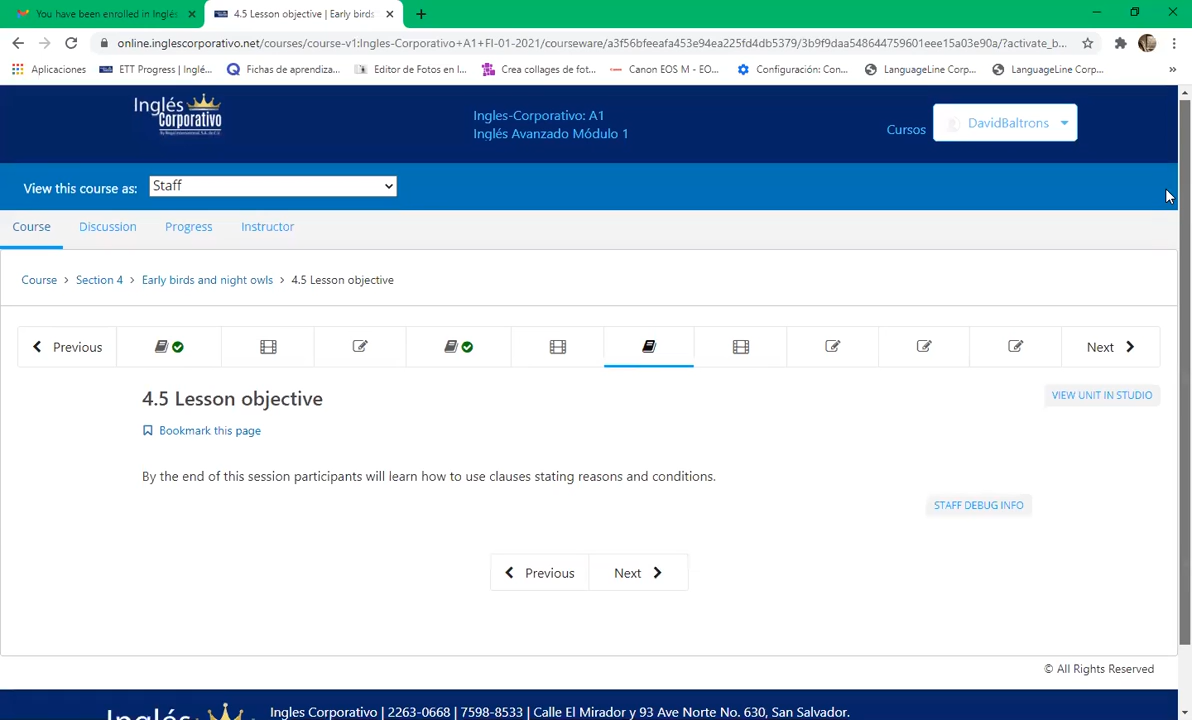 You have been enrolled in Inglés
4.5 Lesson objective | Early birds
online.inglescorporativo.net/courses/course-v1:Ingles-Corporativo+A1+FI-01-2021/courseware/a3f56bfeeafa453e94ea225fd4db5379/3b9f9daa548644759601eee15a03e90a/?activate_b...
Aplicaciones
ETT Progress | Inglé...
Fichas de aprendiza...
Editor de Fotos en l...
Crea collages de fot...
Canon EOS M - EO...
Configuración: Con...
LanguageLine Corp...
LanguageLine Corp...
»
Inglés
Corporativo
Ingles-Corporativo: A1
Inglés Avanzado Módulo 1
Cursos
DavidBaltrons
View this course as:
Staff
Course
Discussion
Progress
Instructor
Course > Section 4 > Early birds and night owls > 4.5 Lesson objective
Previous
Next
4.5 Lesson objective
VIEW UNIT IN STUDIO
Bookmark this page
By the end of this session participants will learn how to use clauses stating reasons and conditions.
STAFF DEBUG INFO
Previous
Next
© All Rights Reserved
Inglés
Ingles Corporativo | 2263-0668 | 7598-8533 | Calle El Mirador y 93 Ave Norte No. 630, San Salvador.